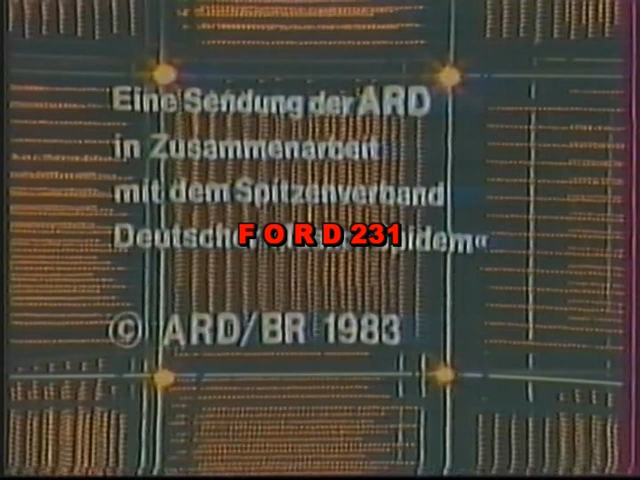 Eine Sendung der ARD
in Zusammenarbeit
mit dem Spitzenverband
Deutsche
FORD 231
© ARD/BR 1983